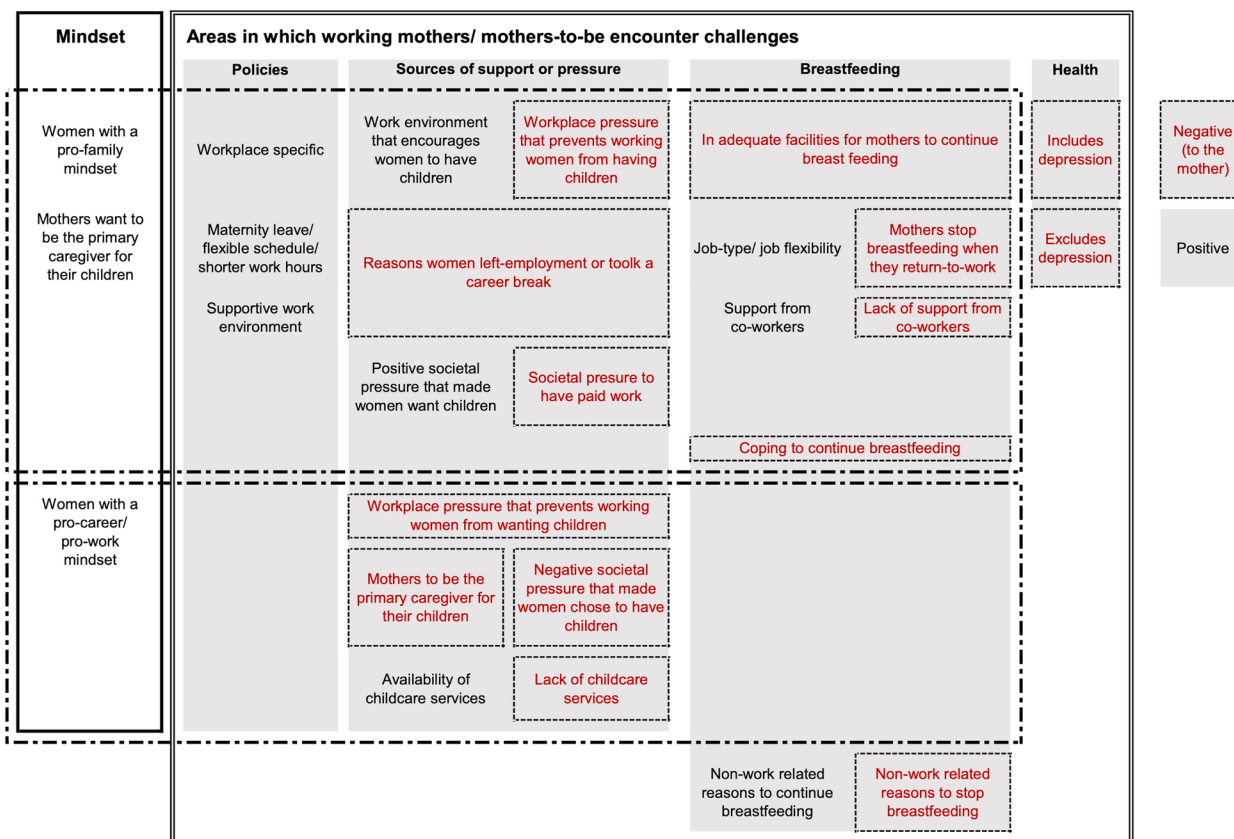 Mindset
Areas in which working mothers/ mothers-to-be encounter challenges
Policies
Sources of support or pressure
Breastfeeding
Health
Women with a
pro-family
mindset
Mothers want to
be the primary
caregiver for
their children
Workplace specific
Maternity leave/
flexible schedule/
shorter work hours
Supportive work
environment
Work environment
that encourages
women to have
children
Workplace pressure
that prevents working
women from having
children
Reasons women left-employment or toolk a
career break
Positive societal
pressure that made
women want children
Societal presure to
have paid work
In adequate facilities for mothers to continue
breast feeding
Job-type/ job flexibility
Mothers stop
breastfeeding when
they return-to-work
Support from
co-workers
Lack of support from
co-workers
Coping to continue breastfeeding
Includes
depression
Excludes
depression
Negative
(to the
mother)
Positive
Women with a
pro-career/
pro-work
mindset
Workplace pressure that prevents working
women from wanting children
Mothers to be the
primary caregiver for
their children
Negative societal
pressure that made
women chose to have
children
Availability of
childcare services
Lack of childcare
services
Non-work related
reasons to continue
breastfeeding
Non-work related
reasons to stop
breastfeeding